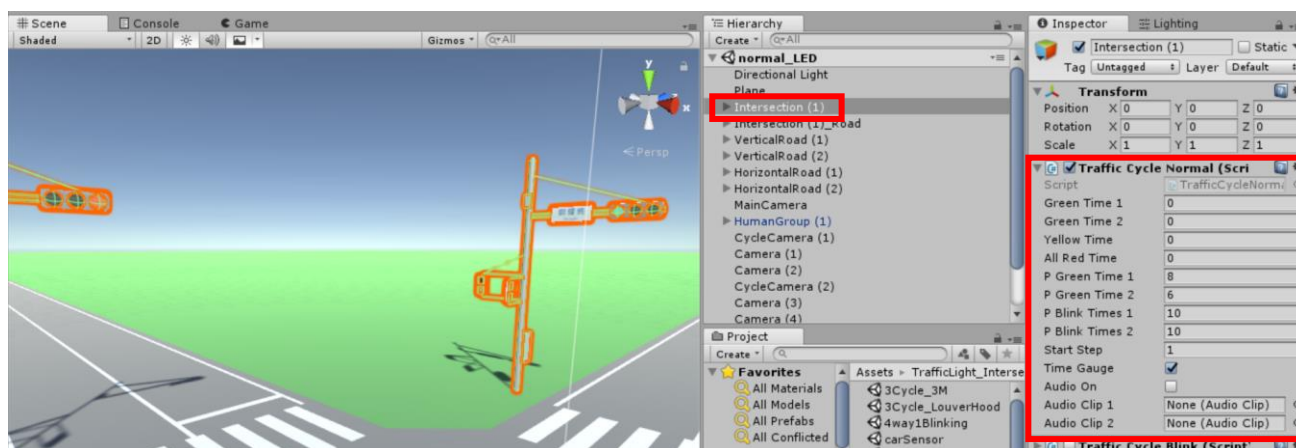 Scene
Console
Game
Shaded
2D
Gizmos
All
y
x
Persp
Hierarchy
Create
All
normal_LED
Directional Light
Plane
Intersection (1)
Intersection (1)_Road
VerticalRoad (1)
VerticalRoad (2)
HorizontalRoad (1)
HorizontalRoad (2)
MainCamera
HumanGroup (1)
CycleCamera (1)
Camera (1)
Camera (2)
CycleCamera (2)
Camera (3)
Camera (4)
Project
Create
Favorites
All Materials
All Models
All Prefabs
All Conflicted
Assets TrafficLight_Interse
3Cycle_3M
3Cycle_LouverHood
4way1Blinking
carSensor
Inspector
Lighting
Intersection (1) Static
Tag Untagged Layer Default
Transform
Position X 0 Y 0 Z 0
Rotation X 0 Y 0 Z 0
Scale X 1 Y 1 Z 1
Traffic Cycle Normal (Scri
Script TrafficCycleNorma
Green Time 1 0
Green Time 2 0
Yellow Time 0
All Red Time 0
P Green Time 1 8
P Green Time 2 6
P Blink Times 1 10
P Blink Times 2 10
Start Step 1
Time Gauge
Audio On
Audio Clip 1 None (Audio Clip)
Audio Clip 2 None (Audio Clip)
Traffic Cycle Blink (Script)